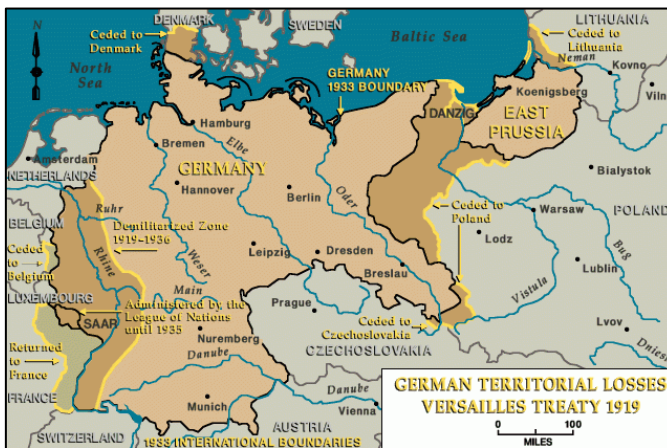 DENMARK
Ceded to
Denmark
SWEDEN
LITHUANIA
Ceded to
Lithuania
N
Baltic Sea
North
Sea
Neman
Kovno
GERMANY
1933 BOUNDARY
Koenigsberg
DANZIG
EAST
PRUSSIA
Hamburg
Elbe
Bremen
Amsterdam
NETHERLANDS
GERMANY
Hannover
Berlin
Oder
Bialystok
Ruhr
Demilitarized Zone
1919-1936
Ceded to
Poland
Warsaw
POLAND
BELGIUM
Ceded
to
Belgium
Rhine
Weser
Leipzig
Dresden
Breslau
Lodz
Bug
Lublin
Vistula
Main
LUXEMBOURG
Administered by the
League of Nations
until 1935
SAAR
Prague
Ceded to
Czechoslovakia
Lvov
Returned
to
France
Nuremberg
CZECHOSLOVAKIA
Danube
FRANCE
Munich
Danube
Vienna
AUSTRIA
SWITZERLAND
1933 INTERNATIONAL BOUNDARIES
GERMAN TERRITORIAL LOSSES
VERSAILLES TREATY 1919
0 100
MILES